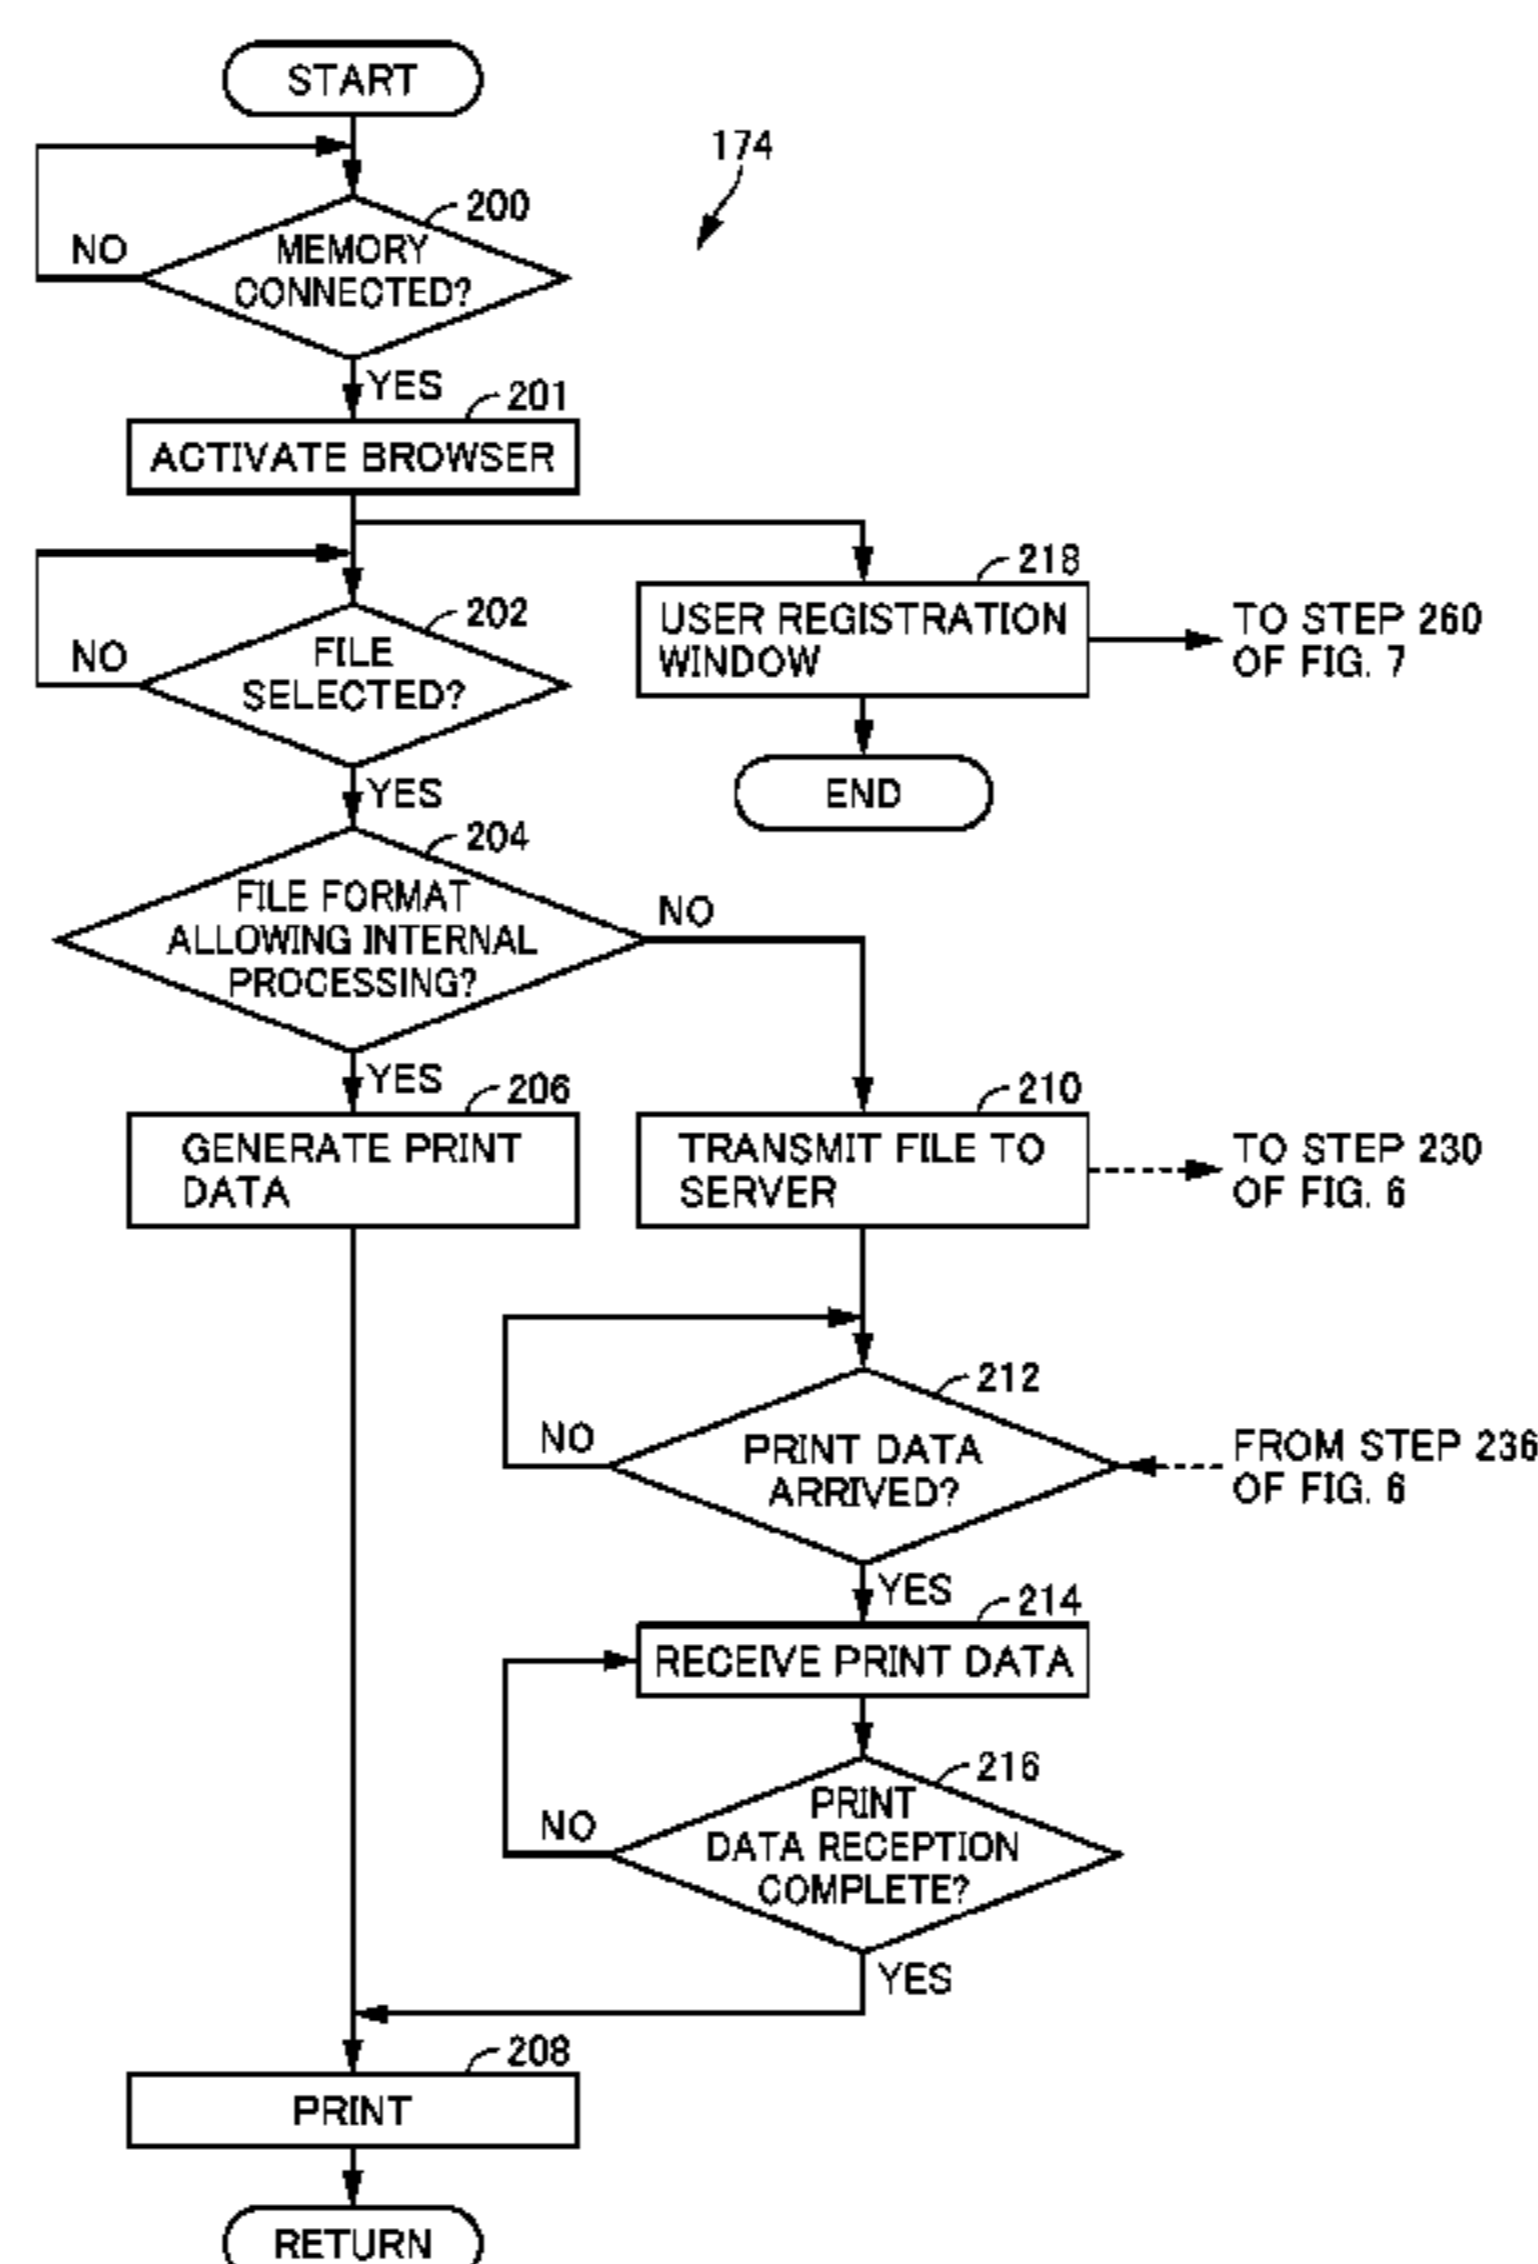 START
174
200
MEMORY
CONNECTED?
NO
YES
201
ACTIVATE BROWSER
218
USER REGISTRATION
WINDOW
TO STEP 260
OF FIG. 7
202
FILE
SELECTED?
NO
YES
END
204
FILE FORMAT
ALLOWING INTERNAL
PROCESSING?
NO
YES
206
GENERATE PRINT
DATA
210
TRANSMIT FILE TO
SERVER
TO STEP 230
OF FIG. 6
212
PRINT DATA
ARRIVED?
NO
FROM STEP 236
OF FIG. 6
YES
214
RECEIVE PRINT DATA
216
PRINT
DATA RECEPTION
COMPLETE?
NO
YES
208
PRINT
RETURN